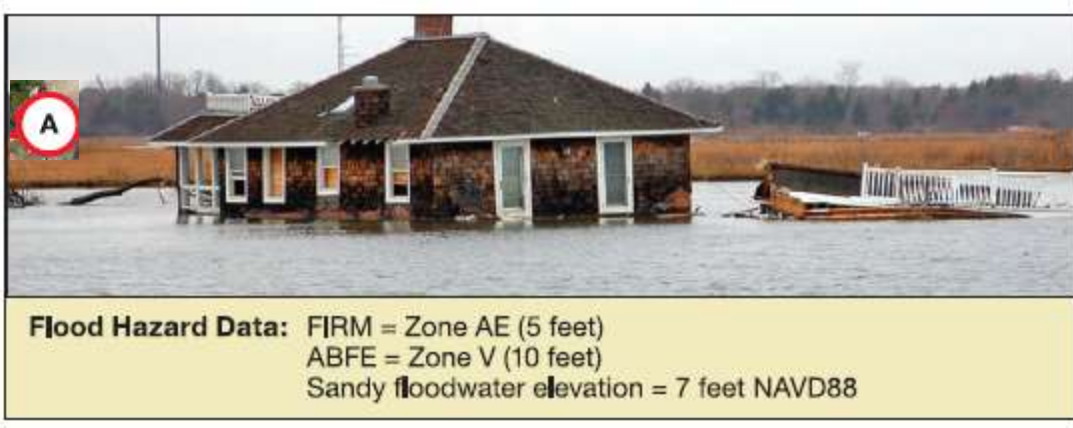 A
Flood Hazard Data: FIRM = Zone AE (5 feet)
ABFE = Zone V (10 feet)
Sandy floodwater elevation = 7 feet NAVD88